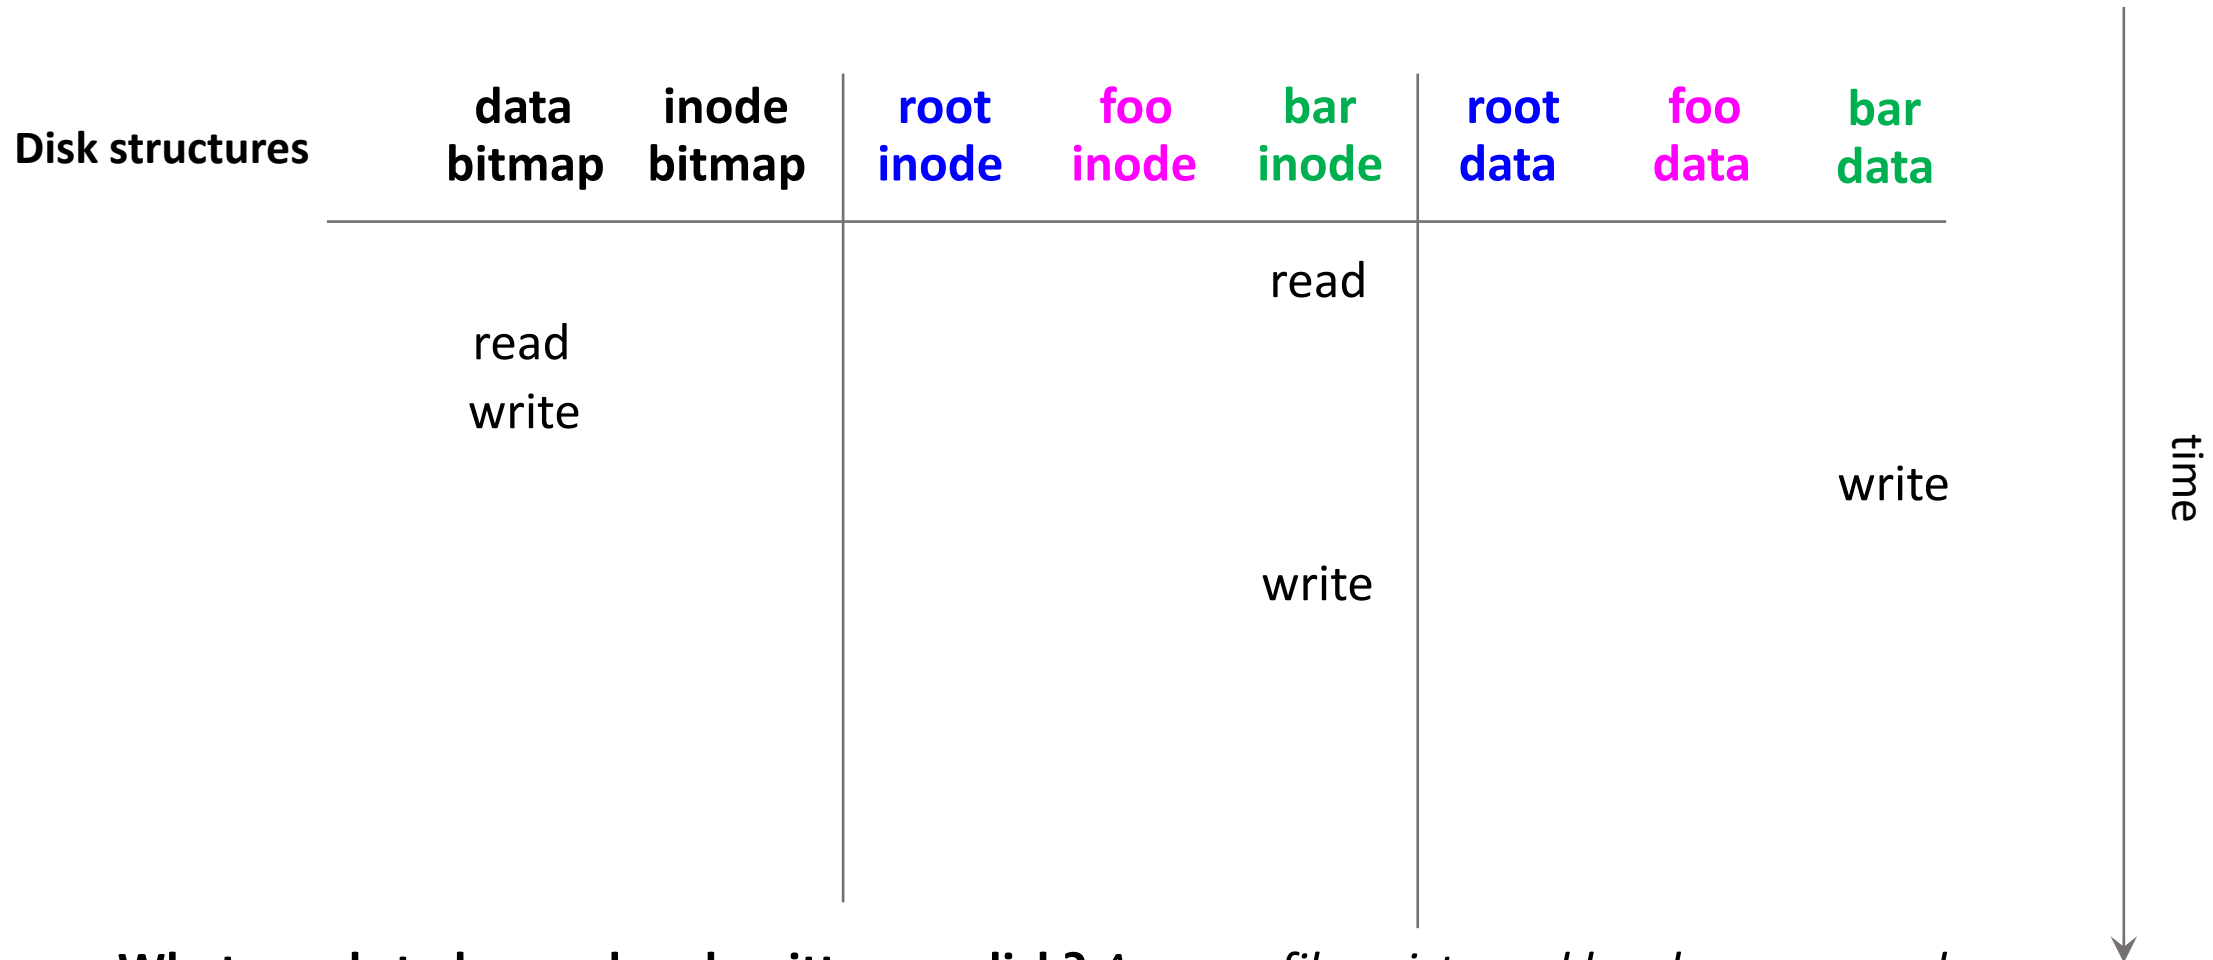 data inode root foo bar root foo bar
Disk structures bitmap bitmap inode inode inode data data data
read
read
write
write
time
write